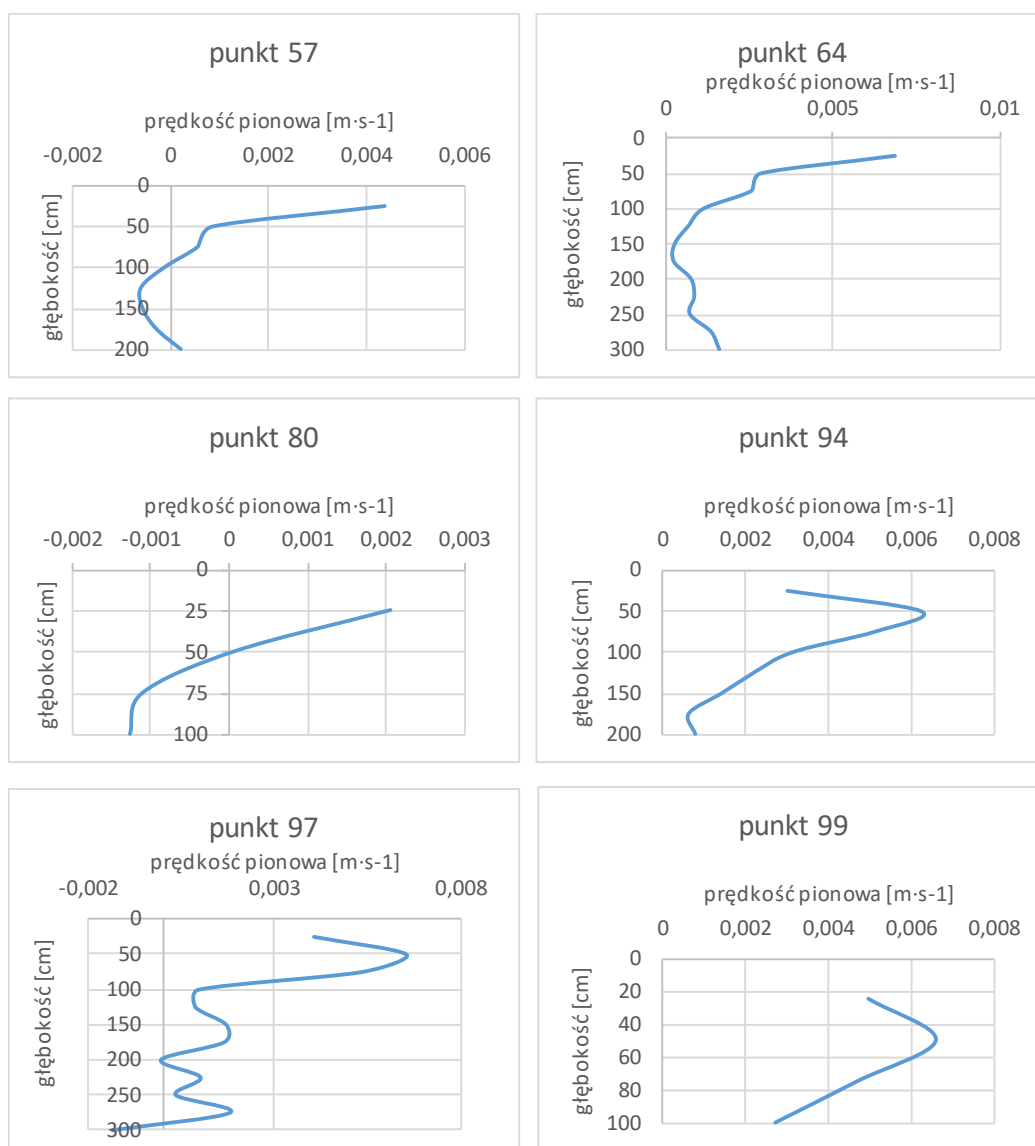 punkt 57
prędkość pionowa [m·s-1]
-0,002 0 0,002 0,004 0,006
0
50
100
150
200
głębokość [cm]
punkt 64
prędkość pionowa [m·s-1]
0 0,005 0,01
0
50
100
150
200
250
300
głębokość [cm]
punkt 80
prędkość pionowa [m·s-1]
-0,002 -0,001 0 0,001 0,002 0,003
0
25
50
75
100
głębokość [cm]
punkt 94
prędkość pionowa [m·s-1]
0 0,002 0,004 0,006 0,008
0
50
100
150
200
głębokość [cm]
punkt 97
prędkość pionowa [m·s-1]
-0,002 0,003 0,008
0
50
100
150
200
250
300
głębokość [cm]
punkt 99
prędkość pionowa [m·s-1]
0 0,002 0,004 0,006 0,008
0
20
40
60
80
100
głębokość [cm]